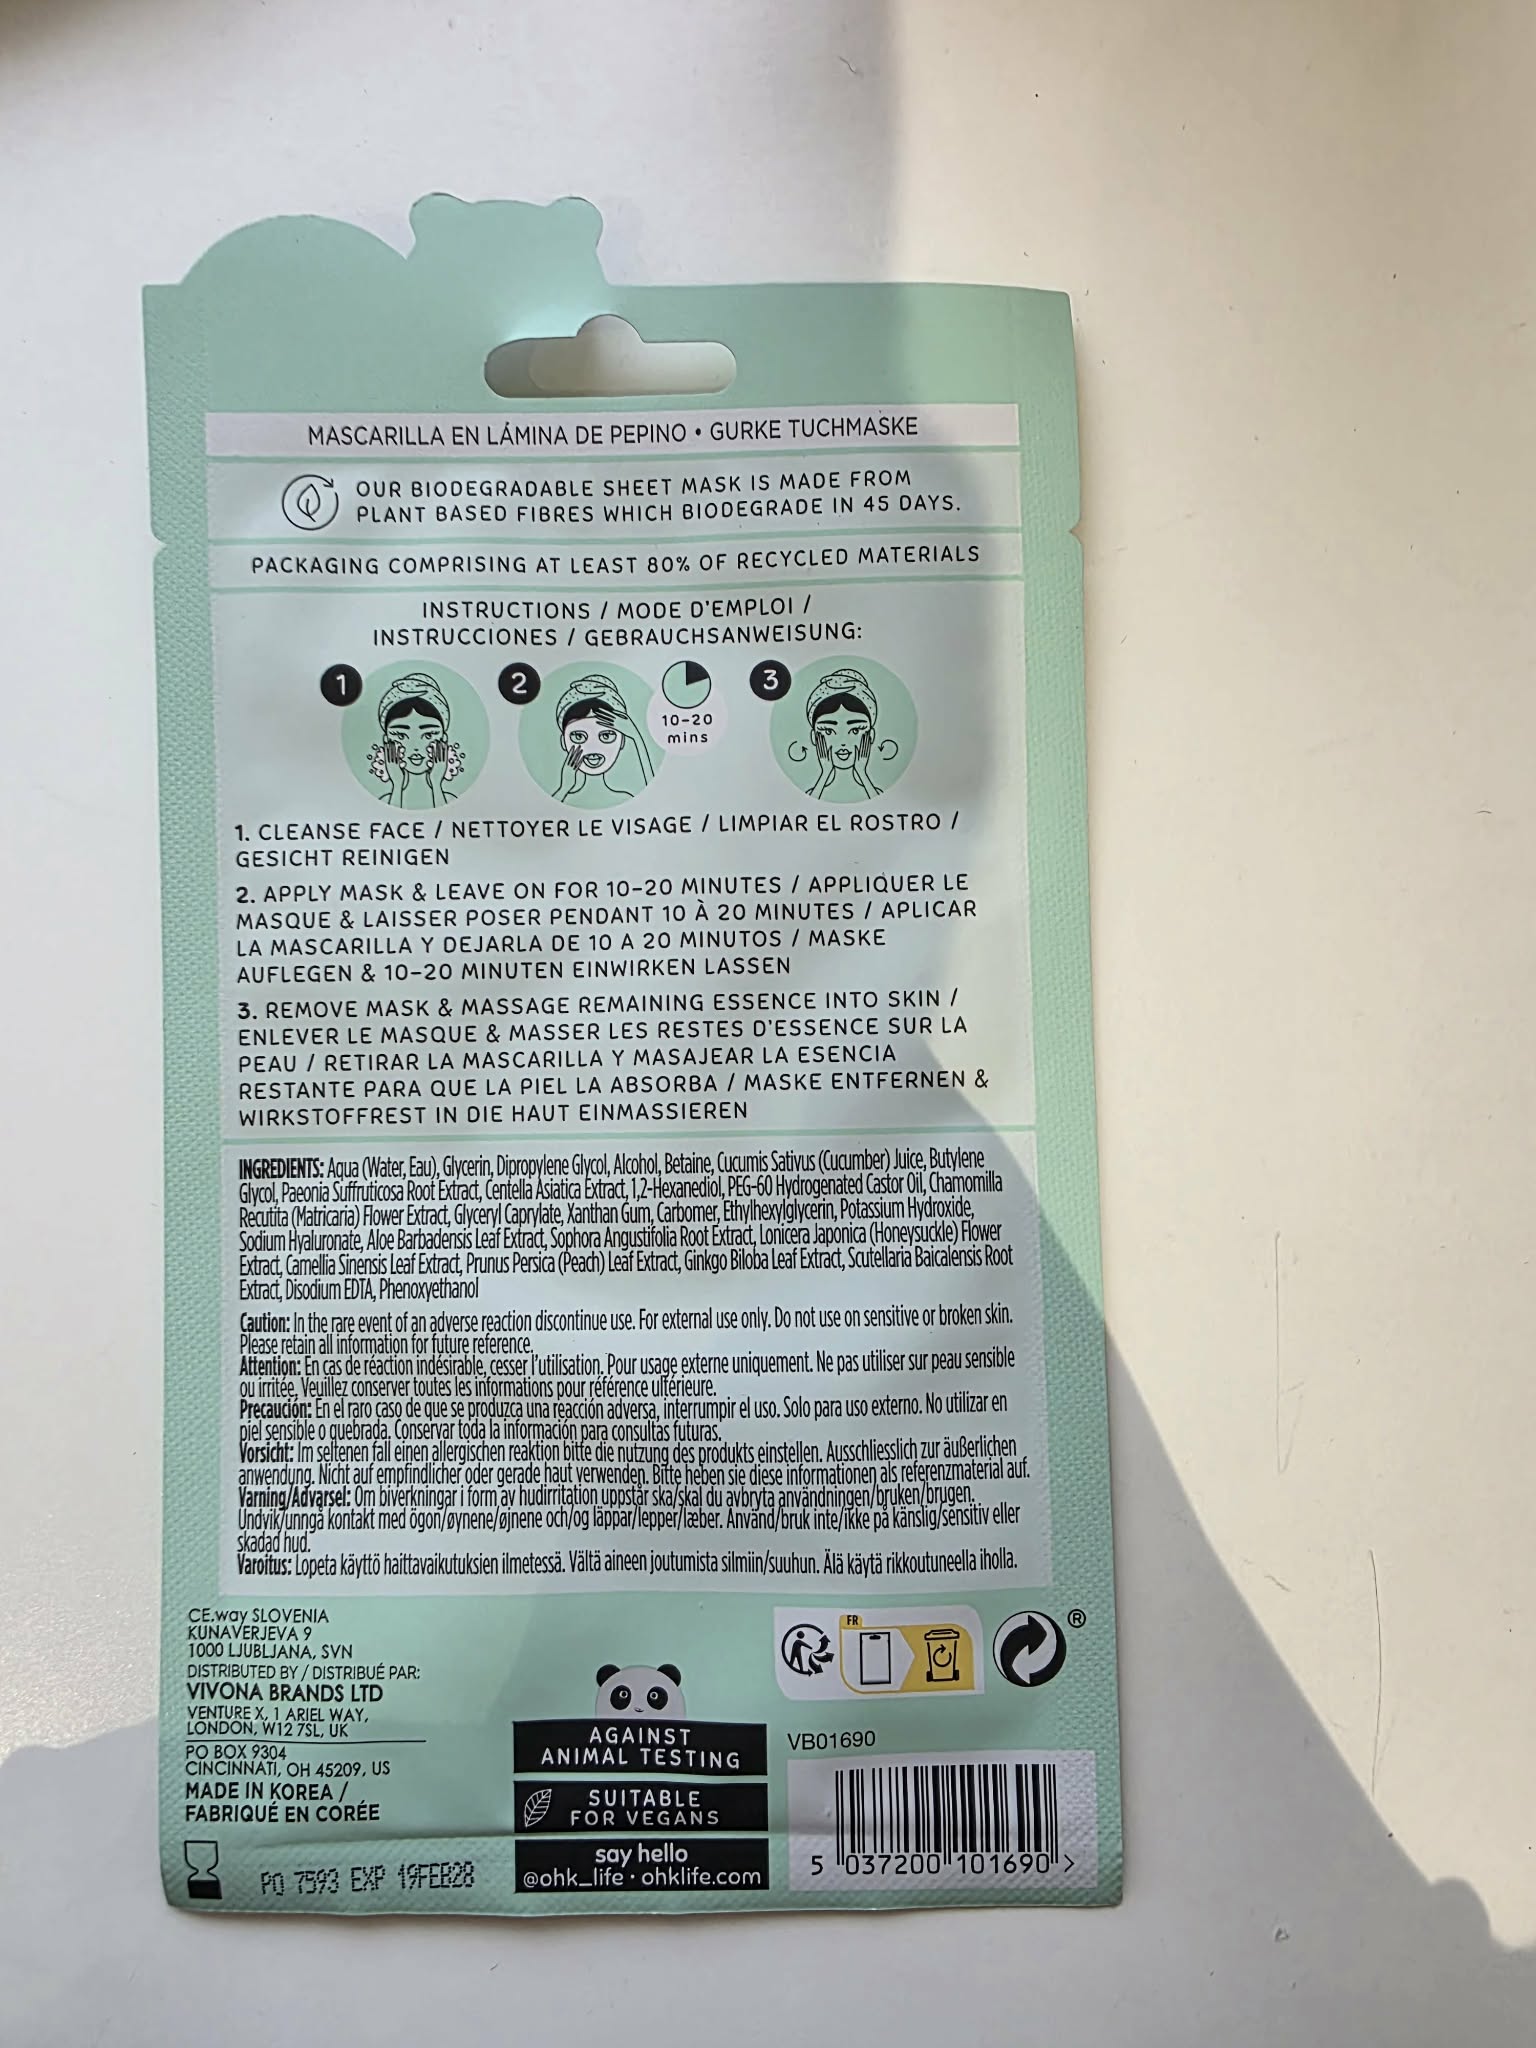 MASCARILLA EN LÁMINA DE PEPINO • GURKE TUCHMASKE
OUR BIODEGRADABLE SHEET MASK IS MADE FROM
PLANT BASED FIBRES WHICH BIODEGRADE IN 45 DAYS.
PACKAGING COMPRISING AT LEAST 80% OF RECYCLED MATERIALS
INSTRUCTIONS / MODE D'EMPLOI /
INSTRUCCIONES / GEBRAUCHSANWEISUNG:
1 2 3
10-20
mins
1. CLEANSE FACE / NETTOYER LE VISAGE / LIMPIAR EL ROSTRO /
GESICHT REINIGEN
2. APPLY MASK & LEAVE ON FOR 10-20 MINUTES / APPLIQUER LE
MASQUE & LAISSER POSER PENDANT 10 À 20 MINUTES / APLICAR
LA MASCARILLA Y DEJARLA DE 10 A 20 MINUTOS / MASKE
AUFLEGEN & 10-20 MINUTEN EINWIRKEN LASSEN
3. REMOVE MASK & MASSAGE REMAINING ESSENCE INTO SKIN /
ENLEVER LE MASQUE & MASSER LES RESTES D'ESSENCE SUR LA
PEAU / RETIRAR LA MASCARILLA Y MASAJEAR LA ESENCIA
RESTANTE PARA QUE LA PIEL LA ABSORBA / MASKE ENTFERNEN &
WIRKSTOFFREST IN DIE HAUT EINMASSIEREN
INGREDIENTS: Aqua (Water, Eau), Glycerin, Dipropylene Glycol, Alcohol, Betaine, Cucumis Sativus (Cucumber) Juice, Butylene
Glycol, Paeonia Suffruticosa Root Extract, Centella Asiatica Extract, 1,2-Hexanediol, PEG-60 Hydrogenated Castor Oil, Chamomilla
Recutita (Matricaria) Flower Extract, Glyceryl Caprylate, Xanthan Gum, Carbomer, Ethylhexylglycerin, Potassium Hydroxide,
Sodium Hyaluronate, Aloe Barbadensis Leaf Extract, Sophora Angustifolia Root Extract, Lonicera Japonica (Honeysuckle) Flower
Extract, Camellia Sinensis Leaf Extract, Prunus Persica (Peach) Leaf Extract, Ginkgo Biloba Leaf Extract, Scutellaria Baicalensis Root
Extract, Disodium EDTA, Phenoxyethanol
Caution: In the rare event of an adverse reaction discontinue use. For external use only. Do not use on sensitive or broken skin.
Please retain all information for future reference.
Attention: En cas de réaction indésirable, cesser l'utilisation. Pour usage externe uniquement. Ne pas utiliser sur peau sensible
ou irritée. Veuillez conserver toutes les informations pour référence ultérieure.
Precaución: En el raro caso de que se produzca una reacción adversa, interrumpir el uso. Solo para uso externo. No utilizar en
piel sensible o quebrada. Conservar toda la información para consultas futuras.
Vorsicht: Im seltenen fall einen allergischen reaktion bitte die nutzung des produkts einstellen. Ausschliesslich zur äußerlichen
anwendung. Nicht auf empfindlicher oder gerade haut verwenden. Bitte heben sie diese informationen als referenzmaterial auf.
Varning/Advarsel: Om biverkningar i form av hudirritation uppstår ska/skal du avbryta användningen/bruken/brugen.
Undvik/unngå kontakt med ögon/øynene/øjnene och/og läppar/lepper/læber. Använd/bruk inte/ikke på känslig/sensitiv eller
skadad hud.
Varoitus: Lopeta käyttö haittavaikutuksien ilmetessä. Vältä aineen joutumista silmiin/suuhun. Älä käytä rikkoutuneella iholla.
CE.way SLOVENIA
KUNAVERJEVA 9
1000 LJUBLJANA, SVN
DISTRIBUTED BY / DISTRIBUÉ PAR:
VIVONA BRANDS LTD
VENTURE X, 1 ARIEL WAY,
LONDON, W12 7SL, UK
PO BOX 9304
CINCINNATI, OH 45209, US
MADE IN KOREA /
FABRIQUÉ EN CORÉE
PO 7593 EXP 19FEB28
AGAINST
ANIMAL TESTING
SUITABLE
FOR VEGANS
say hello
@ohk_life · ohklife.com
FR
®
VB01690
5 037200 101690 >